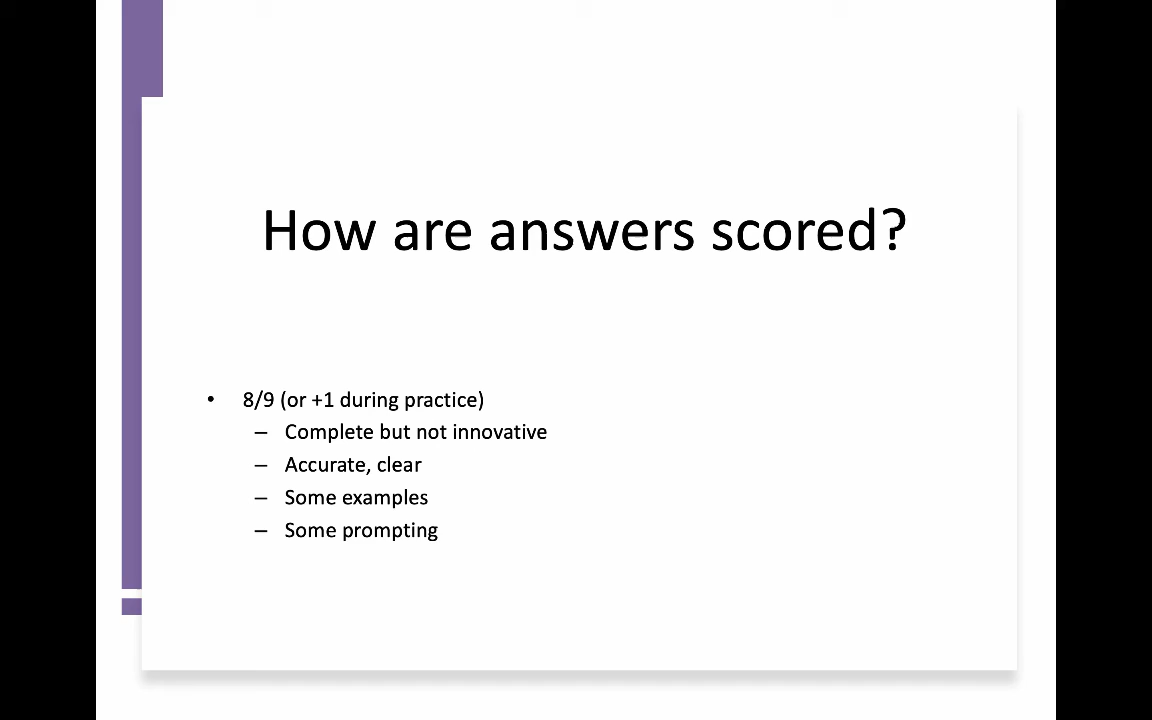 How are answers scored?
• 8/9 (or +1 during practice)
– Complete but not innovative
– Accurate, clear
– Some examples
– Some prompting